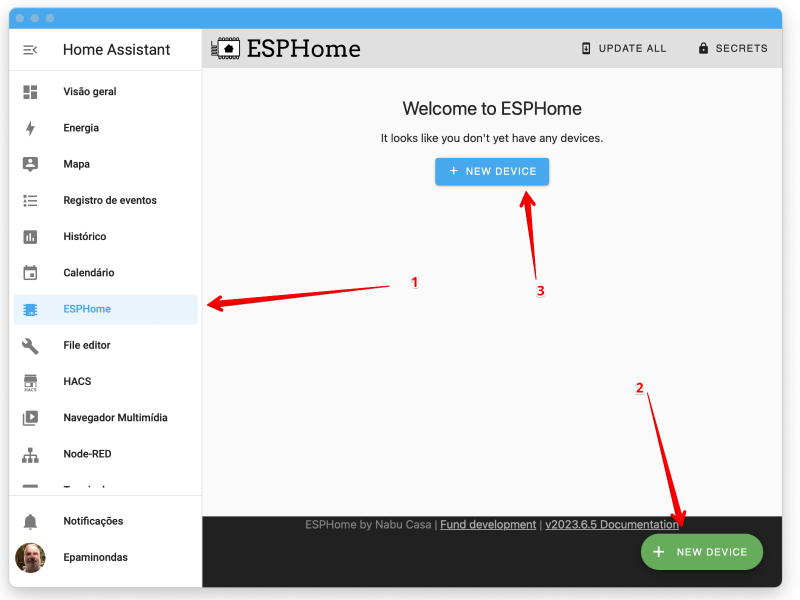 Home Assistant
ESPHome
UPDATE ALL
SECRETS
Visão geral
Energia
Mapa
Registro de eventos
Histórico
Calendário
ESPHome
File editor
HACS
HACS
Navegador Multimídia
Node-RED
Notificações
Epaminondas
Welcome to ESPHome
It looks like you don't yet have any devices.
+ NEW DEVICE
1
3
2
ESPHome by Nabu Casa | Fund development | v2023.6.5 Documentation
+ NEW DEVICE